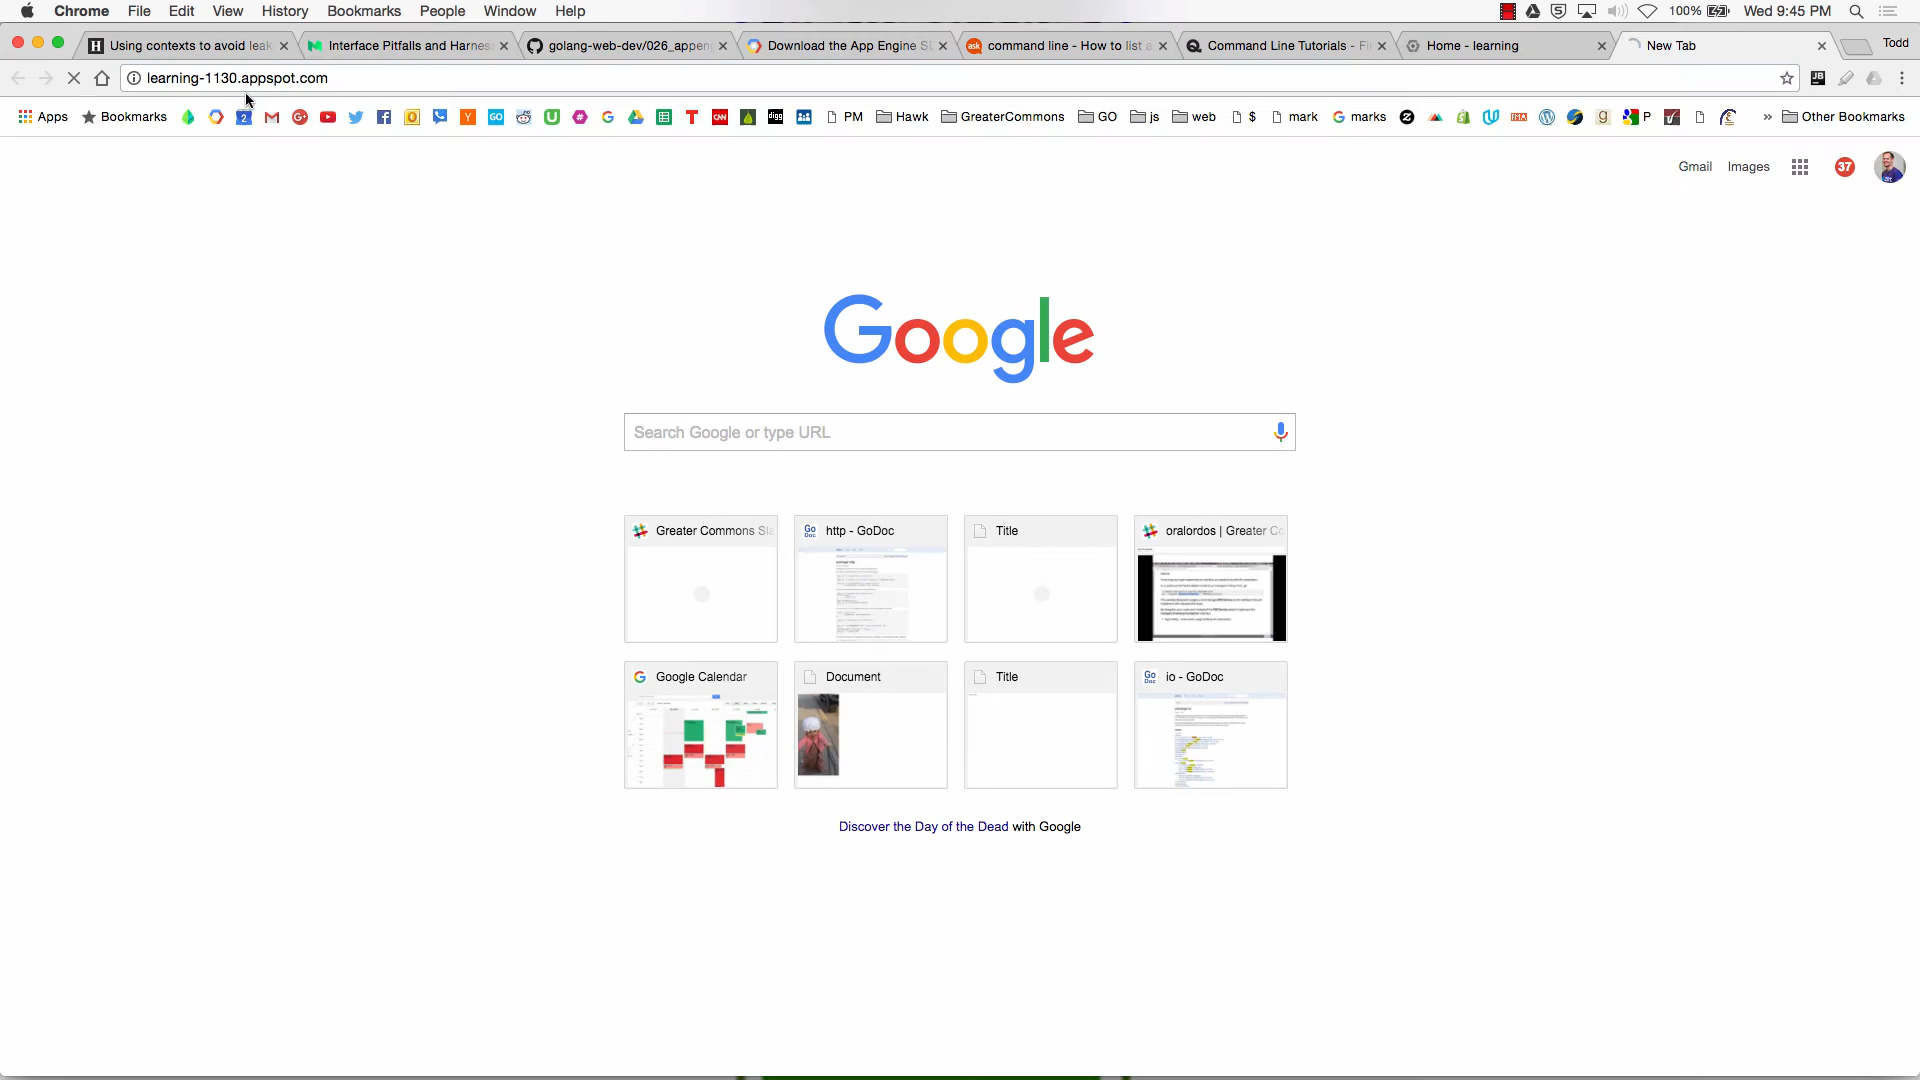 Chrome File Edit View History Bookmarks People Window Help 100% Wed 9:45 PM
Using contexts to avoid leak Interface Pitfalls and Harnes golang-web-dev/026_appeng Download the App Engine SD command line - How to list a Command Line Tutorials - Fi Home - learning New Tab Todd
learning-1130.appspot.com
Apps Bookmarks PM Hawk GreaterCommons GO js web $ mark marks P » Other Bookmarks
Gmail Images 37
Google
Search Google or type URL
Greater Commons Sla http - GoDoc Title oralordos | Greater Co
Google Calendar Document Title io - GoDoc
Discover the Day of the Dead with Google